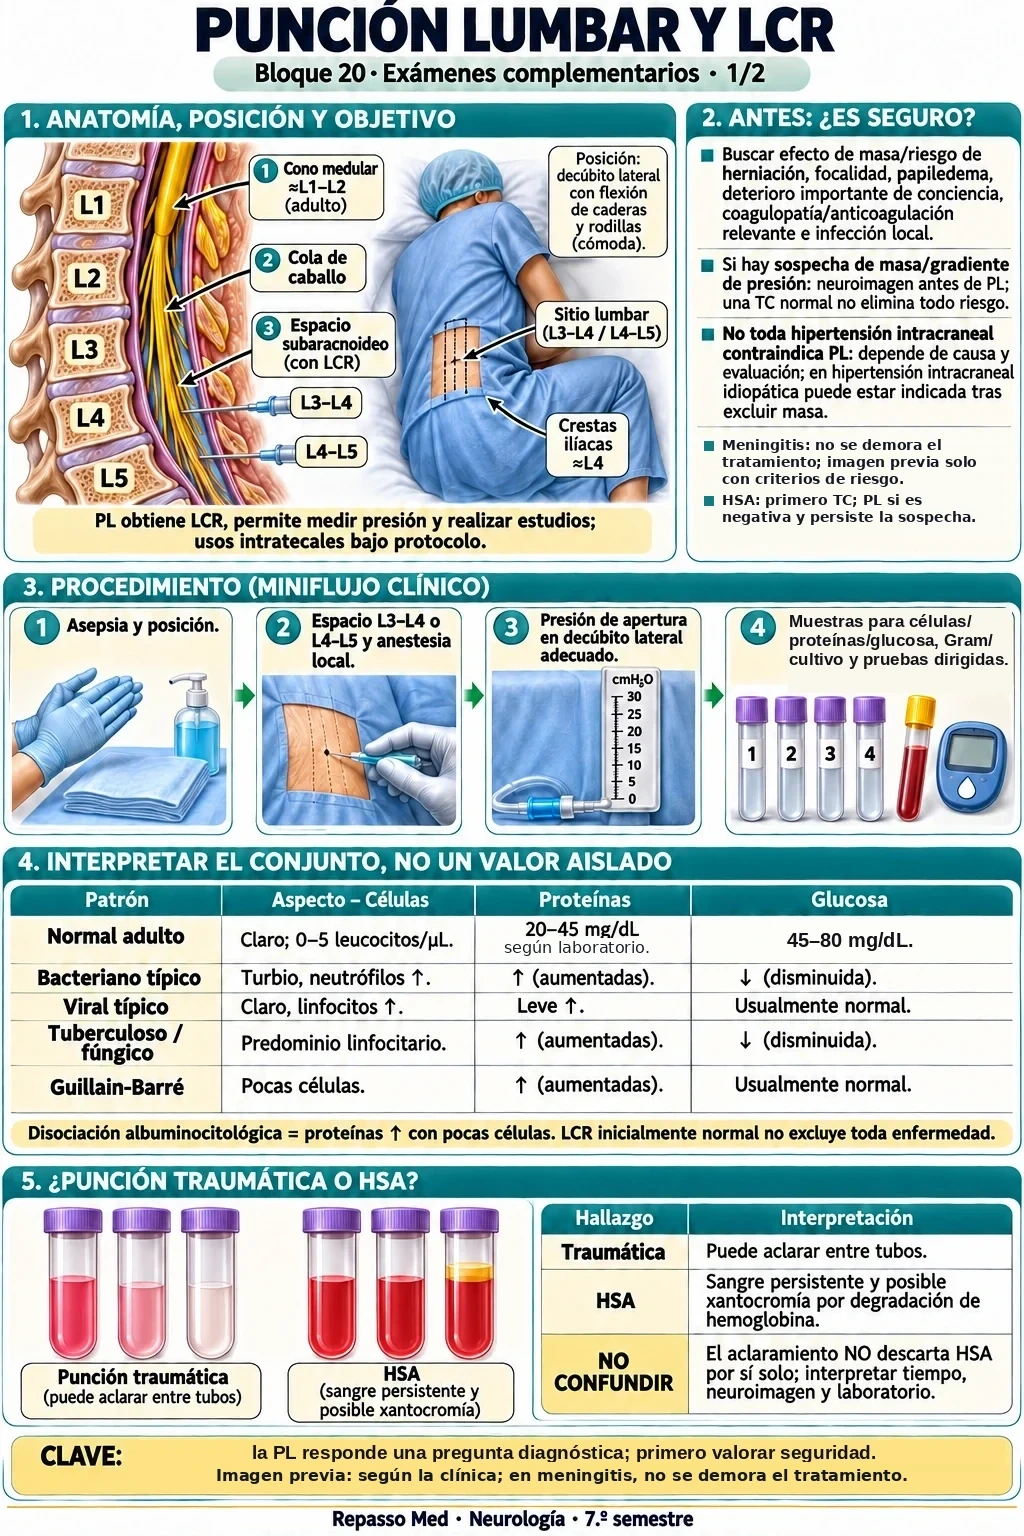 PUNCIÓN LUMBAR Y LCR
Bloque 20 · Exámenes complementarios · 1/2
1. ANATOMÍA, POSICIÓN Y OBJETIVO
L1
L2
L3
L4
L5
1 Cono medular
≈L1–L2
(adulto)
2 Cola de
caballo
3 Espacio
subaracnoideo
(con LCR)
L3–L4
L4–L5
Posición:
decúbito lateral
con flexión
de caderas
y rodillas
(cómoda).
Sitio lumbar
(L3–L4 / L4–L5)
Crestas
ilíacas
≈L4
PL obtiene LCR, permite medir presión y realizar estudios;
usos intratecales bajo protocolo.
2. ANTES: ¿ES SEGURO?
Buscar efecto de masa/riesgo de
herniación, focalidad, papiledema,
deterioro importante de conciencia,
coagulopatía/anticoagulación
relevante e infección local.
Si hay sospecha de masa/gradiente
de presión: neuroimagen antes de PL;
una TC normal no elimina todo riesgo.
No toda hipertensión intracraneal
contraindica PL: depende de causa y
evaluación; en hipertensión intracraneal
idiopática puede estar indicada tras
excluir masa.
Meningitis: no se demora el
tratamiento; imagen previa solo
con criterios de riesgo.
HSA: primero TC; PL si es
negativa y persiste la sospecha.
3. PROCEDIMIENTO (MINIFLUJO CLÍNICO)
1 Asepsia y posición.
2 Espacio L3–L4 o
L4–L5 y anestesia
local.
3 Presión de apertura
en decúbito lateral
adecuado.
cmH₂O
30
25
20
15
10
5
0
4 Muestras para células/
proteínas/glucosa, Gram/
cultivo y pruebas dirigidas.
1 2 3 4
4. INTERPRETAR EL CONJUNTO, NO UN VALOR AISLADO
Patrón Aspecto – Células Proteínas Glucosa
Normal adulto Claro; 0–5 leucocitos/µL. 20–45 mg/dL según laboratorio. 45–80 mg/dL.
Bacteriano típico Turbio, neutrófilos ↑. ↑ (aumentadas). ↓ (disminuida).
Viral típico Claro, linfocitos ↑. Leve ↑. Usualmente normal.
Tuberculoso / fúngico Predominio linfocitario. ↑ (aumentadas). ↓ (disminuida).
Guillain-Barré Pocas células. ↑ (aumentadas). Usualmente normal.
Disociación albuminocitológica = proteínas ↑ con pocas células. LCR inicialmente normal no excluye toda enfermedad.
5. ¿PUNCIÓN TRAUMÁTICA O HSA?
Punción traumática
(puede aclarar entre tubos)
HSA
(sangre persistente y
posible xantocromía)
Hallazgo Interpretación
Traumática Puede aclarar entre tubos.
HSA
Sangre persistente y posible
xantocromía por degradación de
hemoglobina.
NO
CONFUNDIR
El aclaramiento NO descarta HSA
por sí solo; interpretar tiempo,
neuroimagen y laboratorio.
CLAVE: la PL responde una pregunta diagnóstica; primero valorar seguridad.
Imagen previa: según la clínica; en meningitis, no se demora el tratamiento.
Repasso Med · Neurología · 7.º semestre